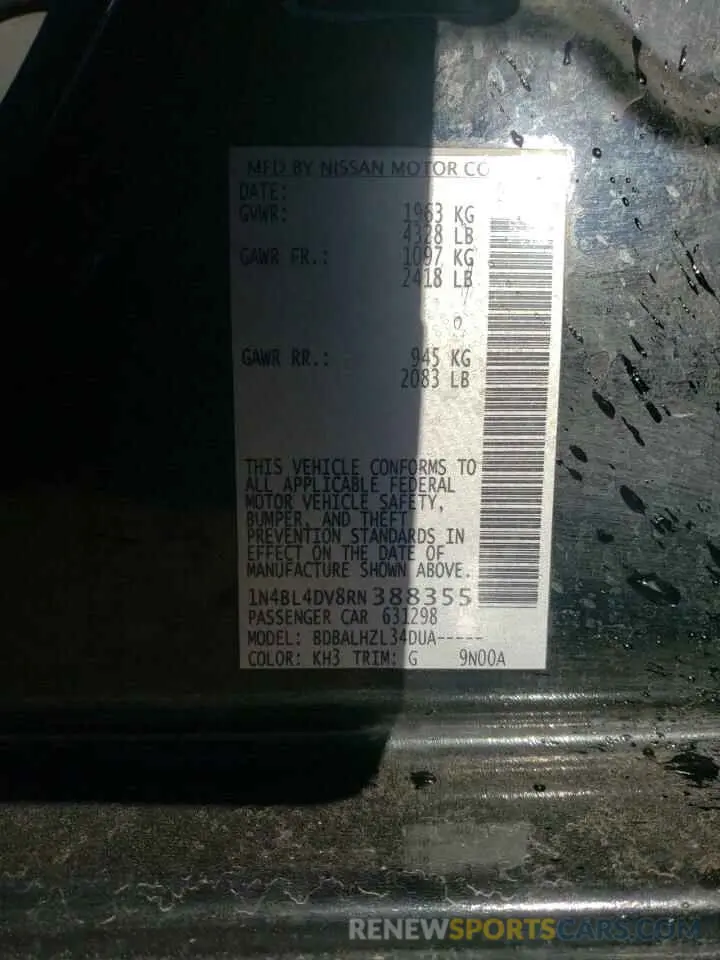 MFD BY NISSAN MOTOR CO
DATE:
GVWR: 1963 KG
4328 LB
GAWR FR.: 1097 KG
2418 LB
GAWR RR.: 945 KG
2083 LB
THIS VEHICLE CONFORMS TO
ALL APPLICABLE FEDERAL
MOTOR VEHICLE SAFETY,
BUMPER, AND THEFT
PREVENTION STANDARDS IN
EFFECT ON THE DATE OF
MANUFACTURE SHOWN ABOVE.
1N4BL4DV8RN388355
PASSENGER CAR 631298
MODEL: BDBALHZL34DUA-----
COLOR: KH3 TRIM: G 9N00A
RENEWSPORTSCARS.COM